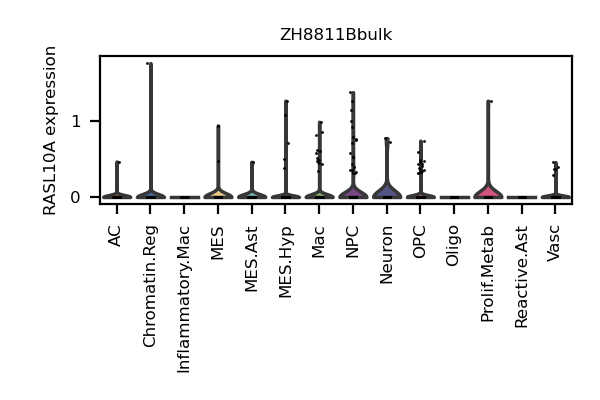 ZH8811Bbulk
RASL10A expression
1
0
AC
Chromatin.Reg
Inflammatory.Mac
MES
MES.Ast
MES.Hyp
Mac
NPC
Neuron
OPC
Oligo
Prolif.Metab
Reactive.Ast
Vasc